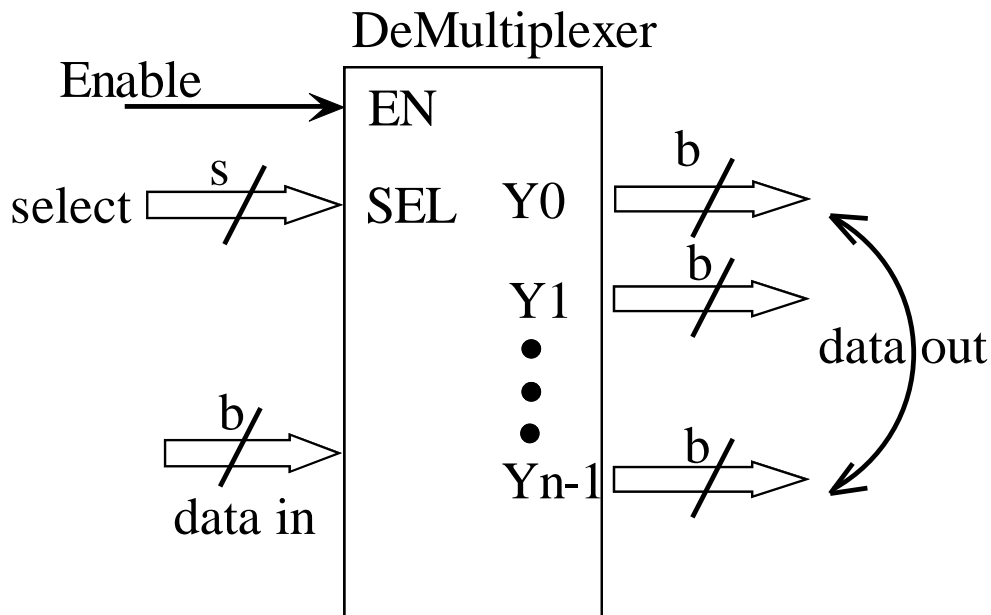 DeMultiplexer
Enable
EN
s
select
SEL
Y0
b
Y1
b
data out
b
data in
Yn-1
b